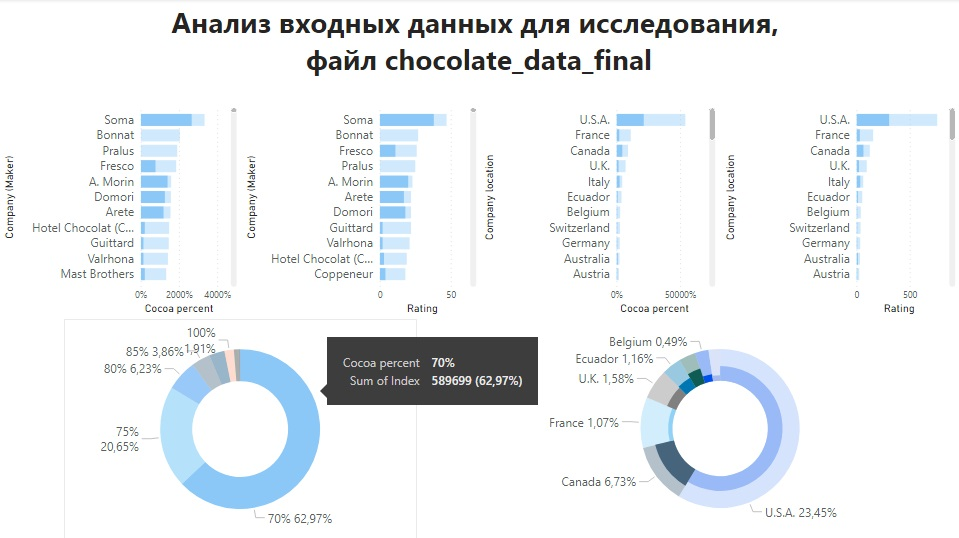 Анализ входных данных для исследования,
файл chocolate_data_final
Company (Maker)
Soma
Bonnat
Pralus
Fresco
A. Morin
Domori
Arete
Hotel Chocolat (C...
Guittard
Valrhona
Mast Brothers
0% 2000% 4000%
Cocoa percent
Company (Maker)
Soma
Bonnat
Fresco
Pralus
A. Morin
Arete
Domori
Guittard
Valrhona
Hotel Chocolat (C...
Coppeneur
0 50
Rating
Company location
U.S.A.
France
Canada
U.K.
Italy
Ecuador
Belgium
Switzerland
Germany
Australia
Austria
0% 50000%
Cocoa percent
Company location
U.S.A.
France
Canada
U.K.
Italy
Ecuador
Belgium
Switzerland
Germany
Australia
Austria
0 500
Rating
100%
1,91%
85% 3,86%
80% 6,23%
75%
20,65%
70% 62,97%
Cocoa percent 70%
Sum of Index 589699 (62,97%)
Belgium 0,49%
Ecuador 1,16%
U.K. 1,58%
France 1,07%
Canada 6,73%
U.S.A. 23,45%